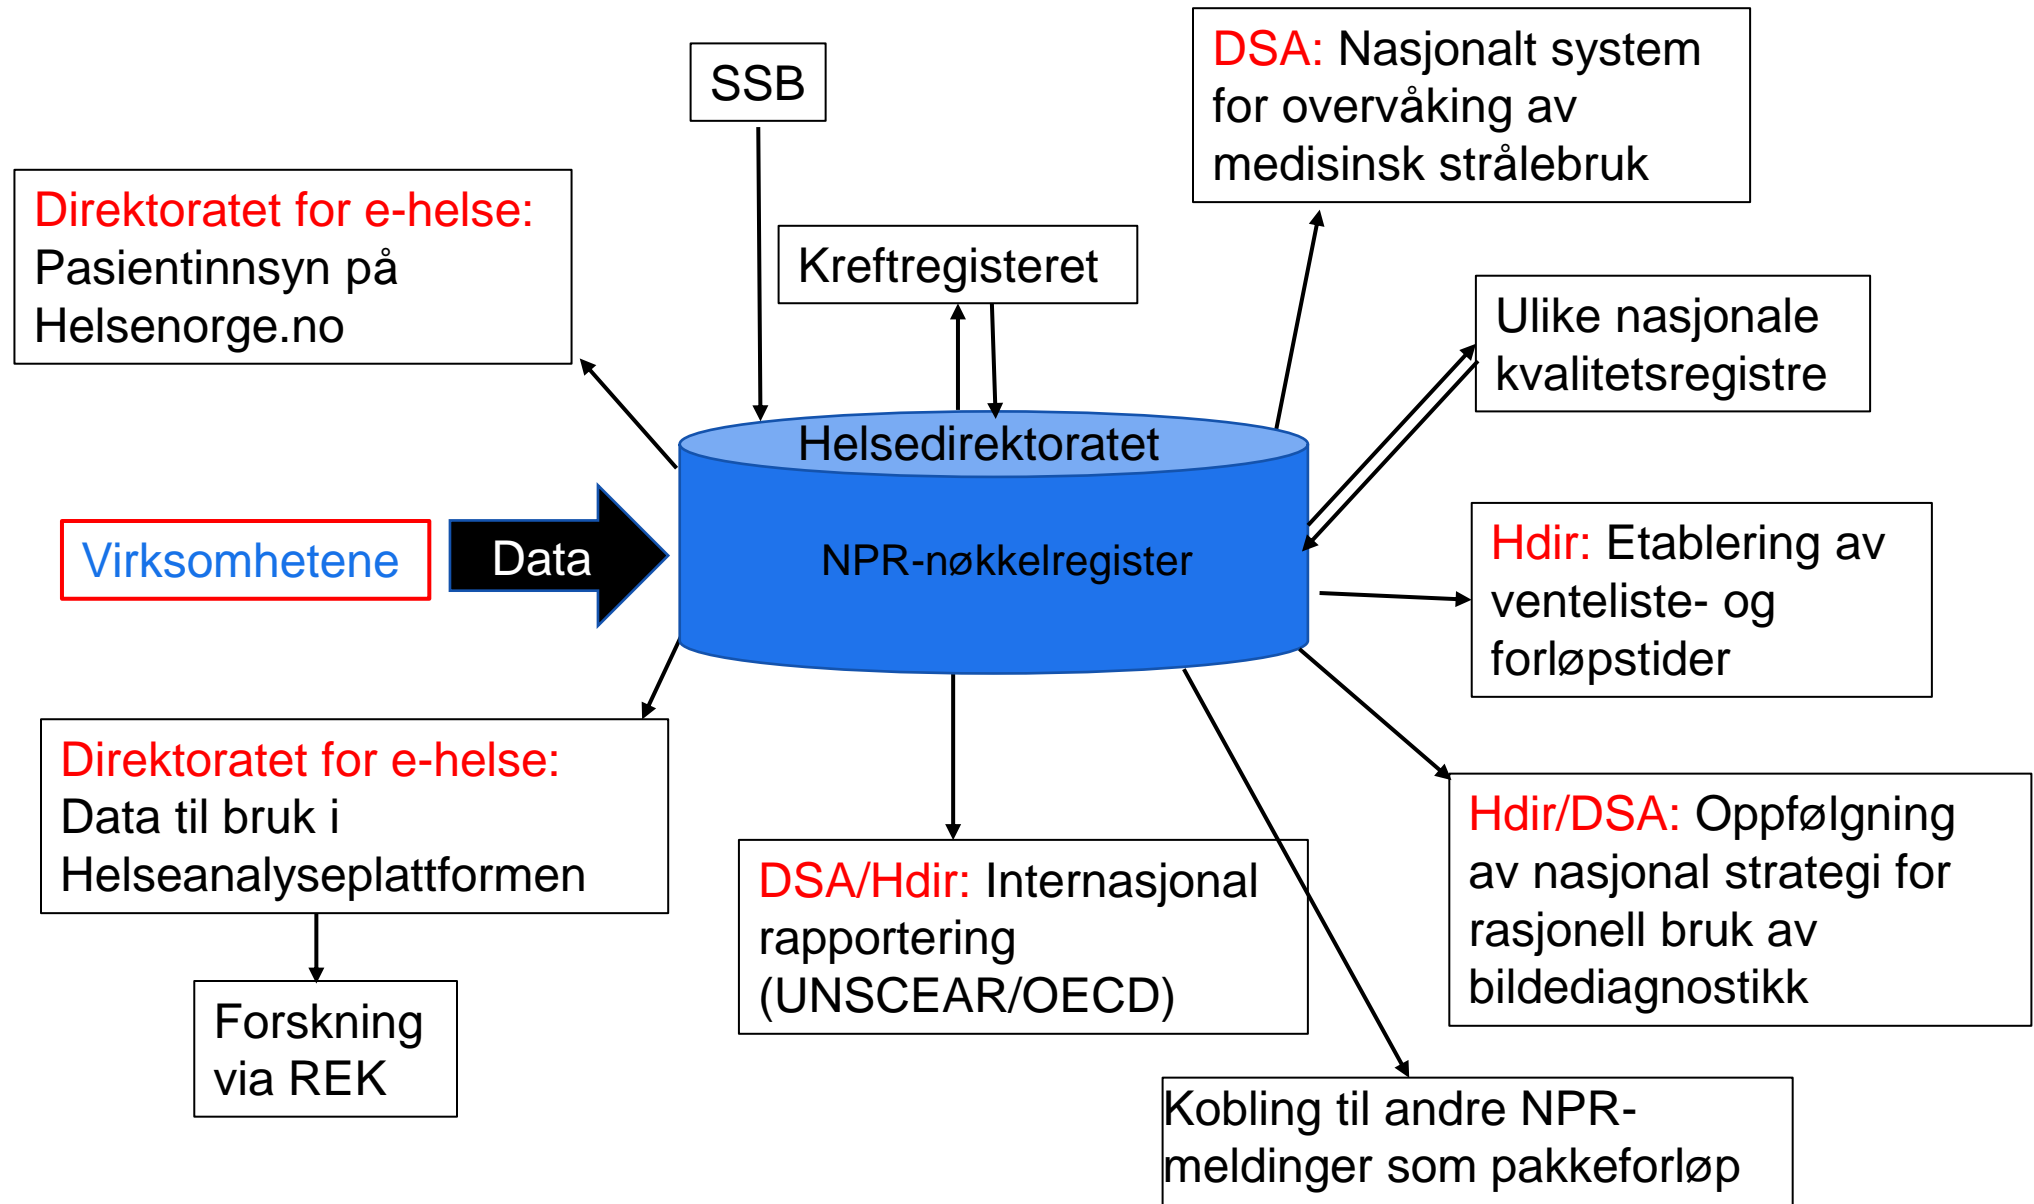 SSB
DSA: Nasjonalt system
for overvåking av
medisinsk strålebruk
Direktoratet for e-helse:
Pasientinnsyn på
Helsenorge.no
Kreftregisteret
Ulike nasjonale
kvalitetsregistre
Helsedirektoratet
Virksomhetene
Data
NPR-nøkkelregister
Hdir: Etablering av
venteliste- og
forløpstider
Direktoratet for e-helse:
Data til bruk i
Helseanalyseplattformen
DSA/Hdir: Internasjonal
rapportering
(UNSCEAR/OECD)
Hdir/DSA: Oppfølgning
av nasjonal strategi for
rasjonell bruk av
bildediagnostikk
Forskning
via REK
Kobling til andre NPR-
meldinger som pakkeforløp